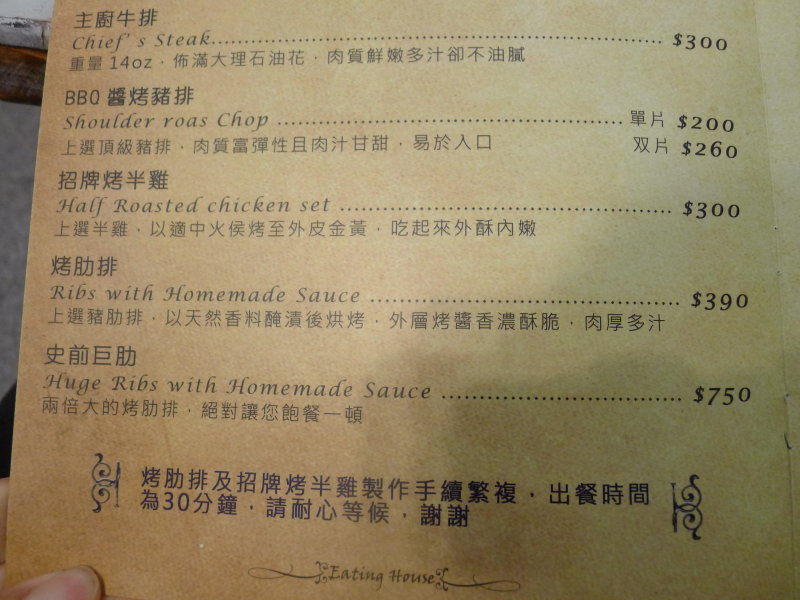 主廚牛排
Chief's Steak........................................................ $300
重量 14oz．佈滿大理石油花．肉質鮮嫩多汁卻不油膩
BBQ 醬烤豬排
Shoulder roas Chop ............................................ 單片 $200
上選頂級豬排．肉質富彈性且肉汁甘甜．易於入口 双片 $260
招牌烤半雞
Half Roasted chicken set .......................................... $300
上選半雞．以適中火侯烤至外皮金黃．吃起來外酥內嫩
烤肋排
Ribs with Homemade Sauce ....................................... $390
上選豬肋排．以天然香料醃漬後烘烤．外層烤醬香濃酥脆．肉厚多汁
史前巨肋
Huge Ribs with Homemade Sauce .............................. $750
兩倍大的烤肋排．絕對讓您飽餐一頓
烤肋排及招牌烤半雞製作手續繁複．出餐時間
為30分鐘．請耐心等候．謝謝
Eating House